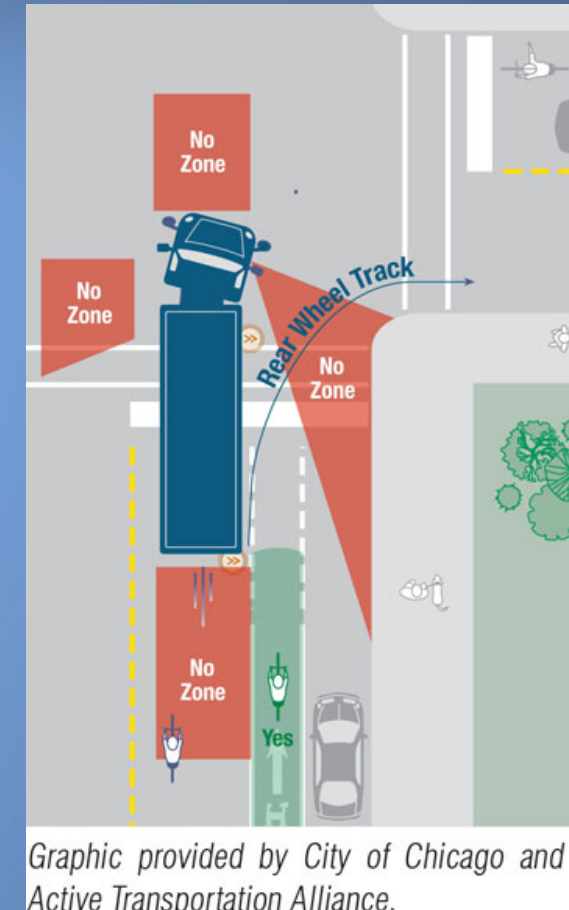 No
Zone
No
Zone
Rear Wheel Track
No
Zone
No
Zone
Yes
Graphic provided by City of Chicago and
Active Transportation Alliance.